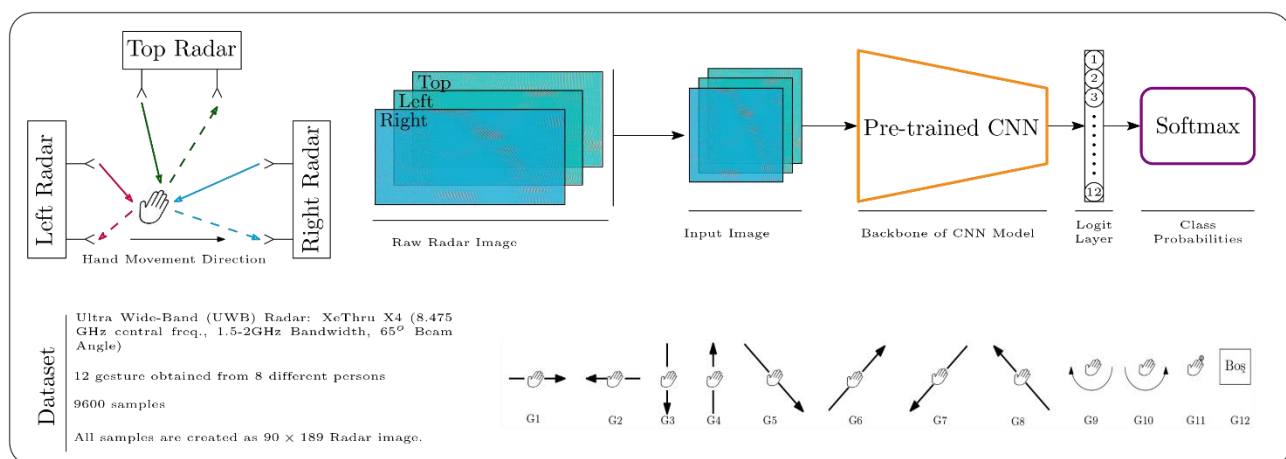 Top Radar
Left Radar
Right Radar
Hand Movement Direction
Top
Left
Right
Raw Radar Image
Input Image
Pre-trained CNN
Backbone of CNN Model
1
2
3
12
Logit
Layer
Softmax
Class
Probabilities
Dataset
Ultra Wide-Band (UWB) Radar: XeThru X4 (8.475
GHz central freq., 1.5-2GHz Bandwidth, 65° Beam
Angle)
12 gesture obtained from 8 different persons
9600 samples
All samples are created as 90 × 189 Radar image.
Boş
G1 G2 G3 G4 G5 G6 G7 G8 G9 G10 G11 G12